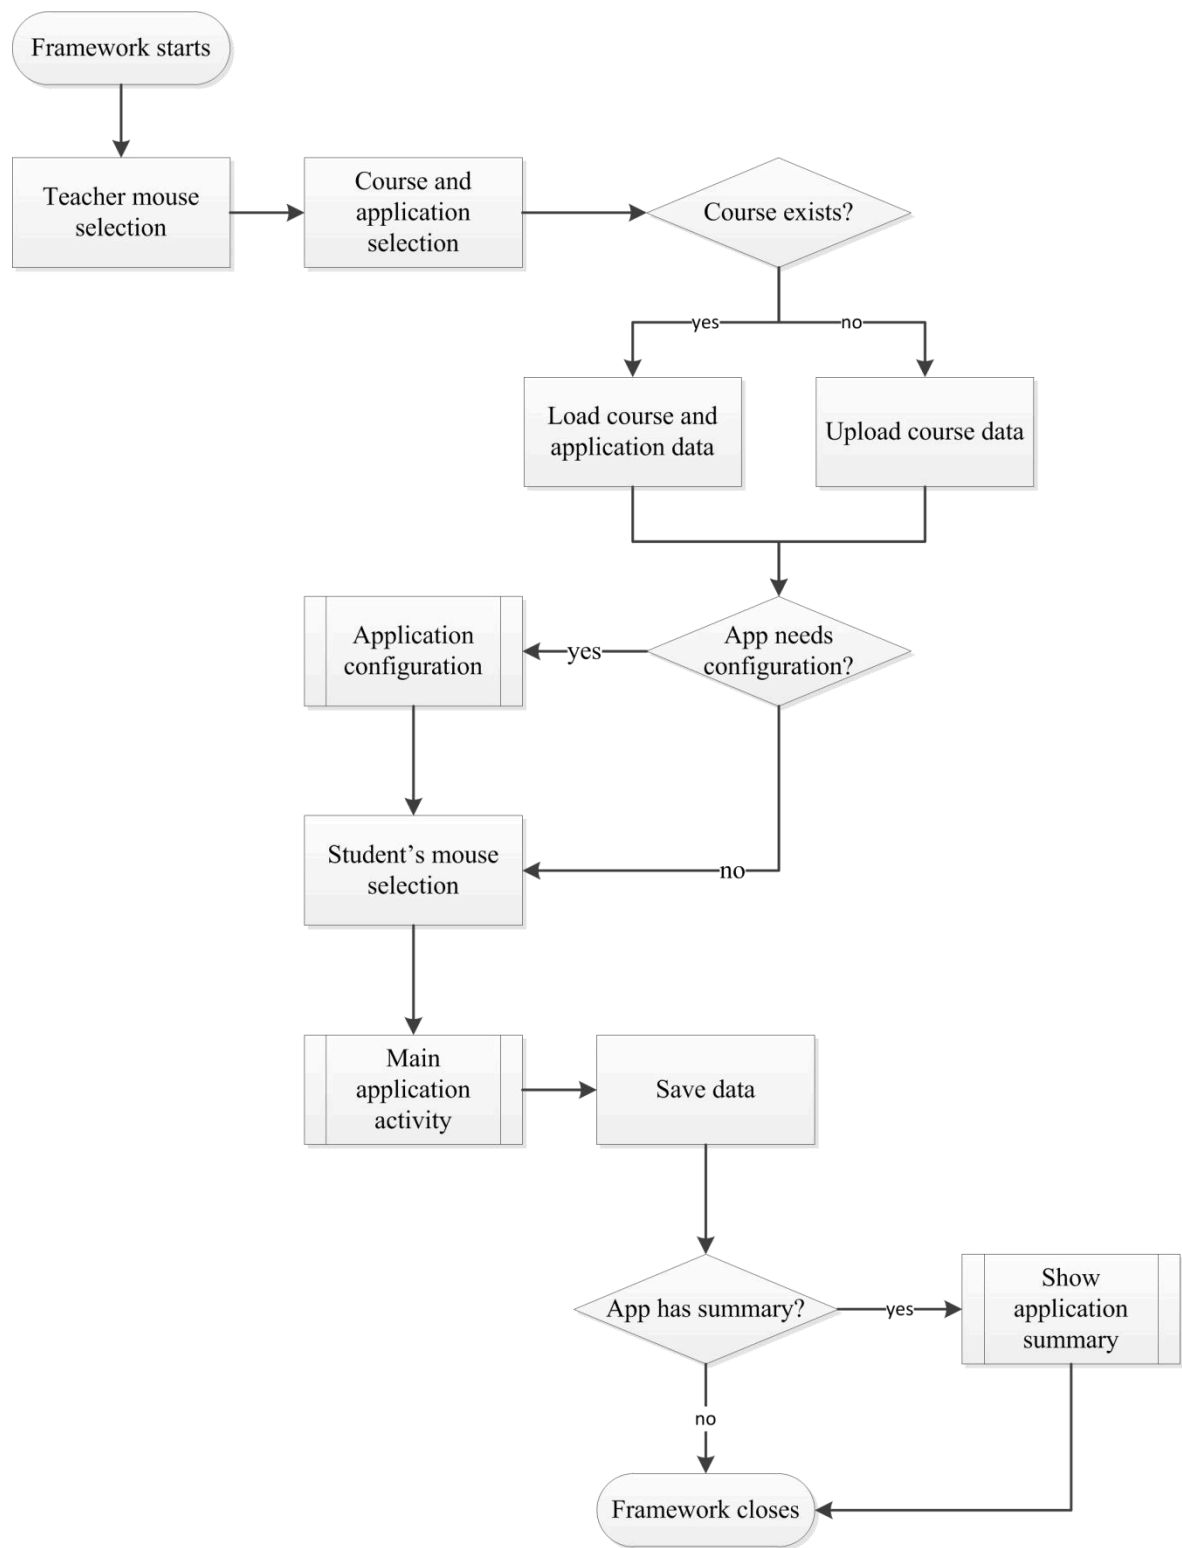 Framework starts
Teacher mouse
selection
Course and
application
selection
Course exists?
yes
no
Load course and
application data
Upload course data
Application
configuration
yes
App needs
configuration?
Student’s mouse
selection
no
Main
application
activity
Save data
App has summary?
yes
Show
application
summary
no
Framework closes